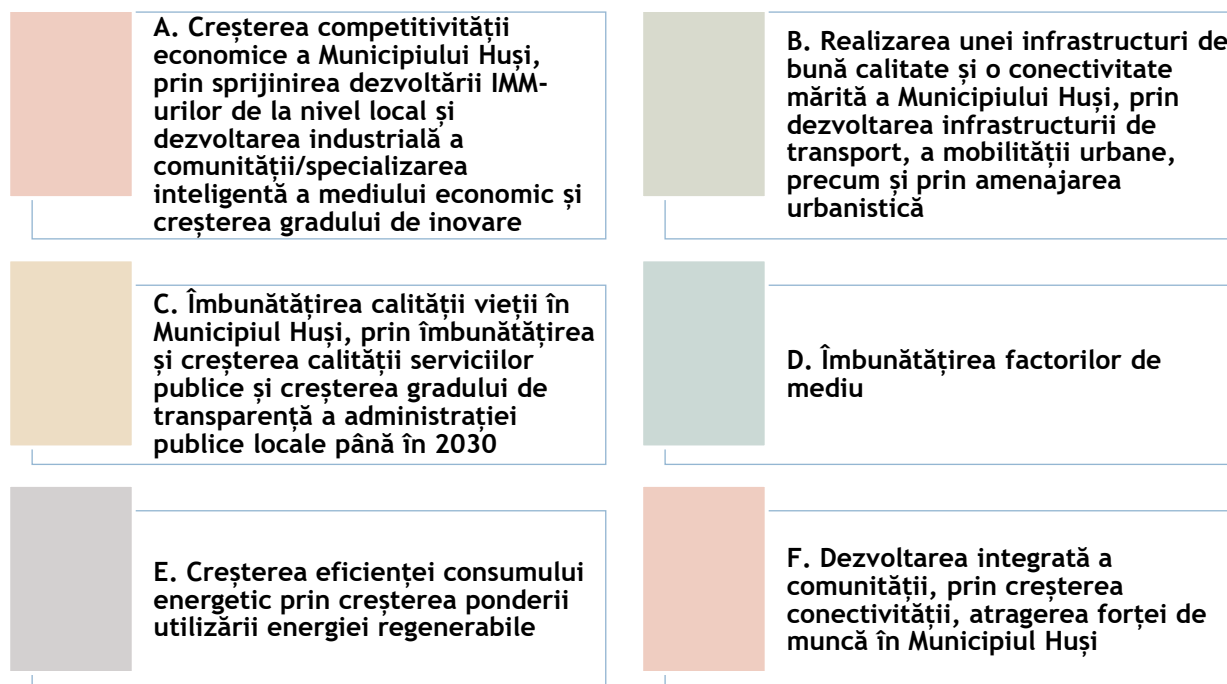 A. Creșterea competitivității
economice a Municipiului Huși,
prin sprijinirea dezvoltării IMM-
urilor de la nivel local și
dezvoltarea industrială a
comunității/specializarea
inteligentă a mediului economic și
creșterea gradului de inovare
B. Realizarea unei infrastructuri de
bună calitate și o conectivitate
mărită a Municipiului Huși, prin
dezvoltarea infrastructurii de
transport, a mobilității urbane,
precum și prin amenajarea
urbanistică
C. Îmbunătățirea calității vieții în
Municipiul Huși, prin îmbunătățirea
și creșterea calității serviciilor
publice și creșterea gradului de
transparență a administrației
publice locale până în 2030
D. Îmbunătățirea factorilor de
mediu
E. Creșterea eficienței consumului
energetic prin creșterea ponderii
utilizării energiei regenerabile
F. Dezvoltarea integrată a
comunității, prin creșterea
conectivității, atragerea forței de
muncă în Municipiul Huși